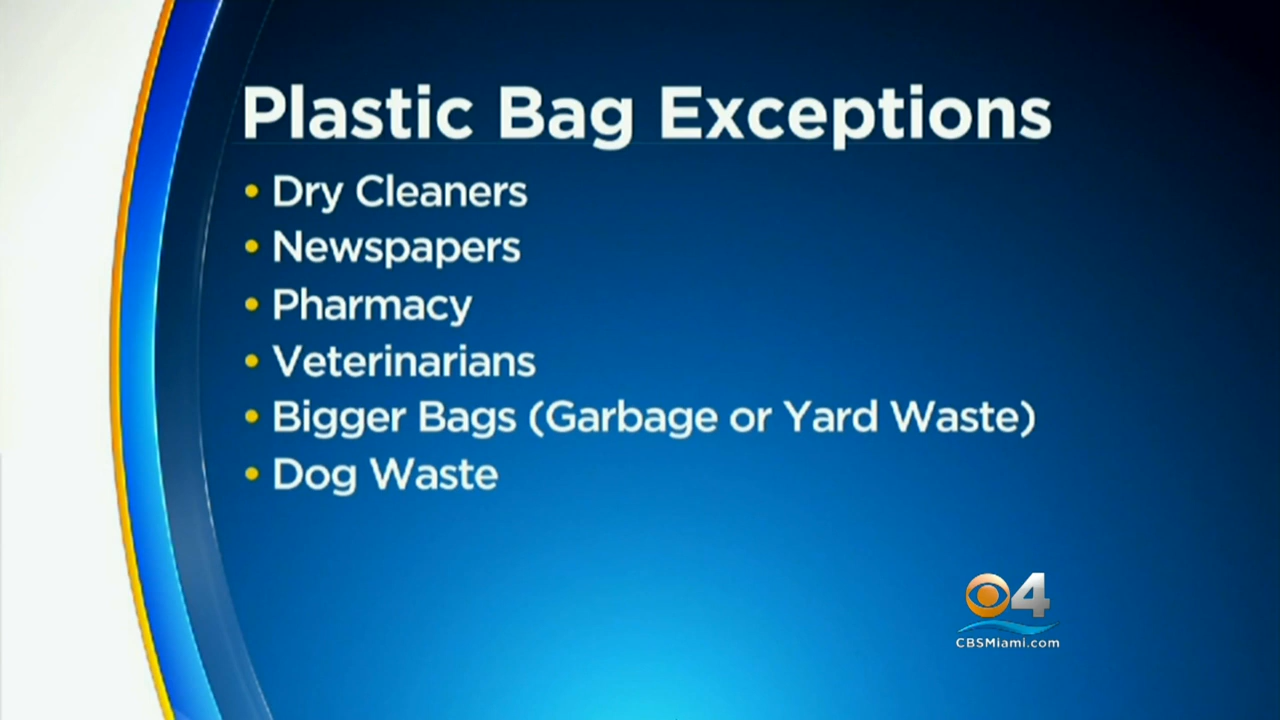 Plastic Bag Exceptions
• Dry Cleaners
• Newspapers
• Pharmacy
• Veterinarians
• Bigger Bags (Garbage or Yard Waste)
• Dog Waste
4
CBSMiami.com